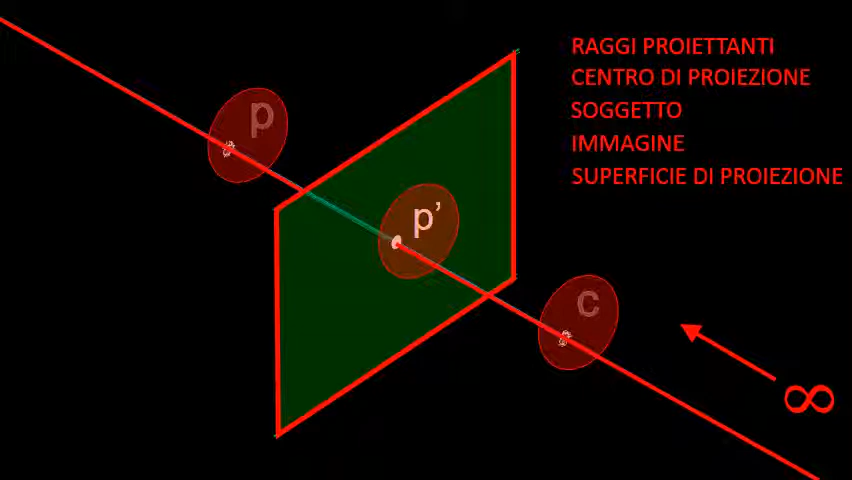 RAGGI PROIETTANTI
CENTRO DI PROIEZIONE
SOGGETTO
IMMAGINE
SUPERFICIE DI PROIEZIONE
p
p’
c
∞